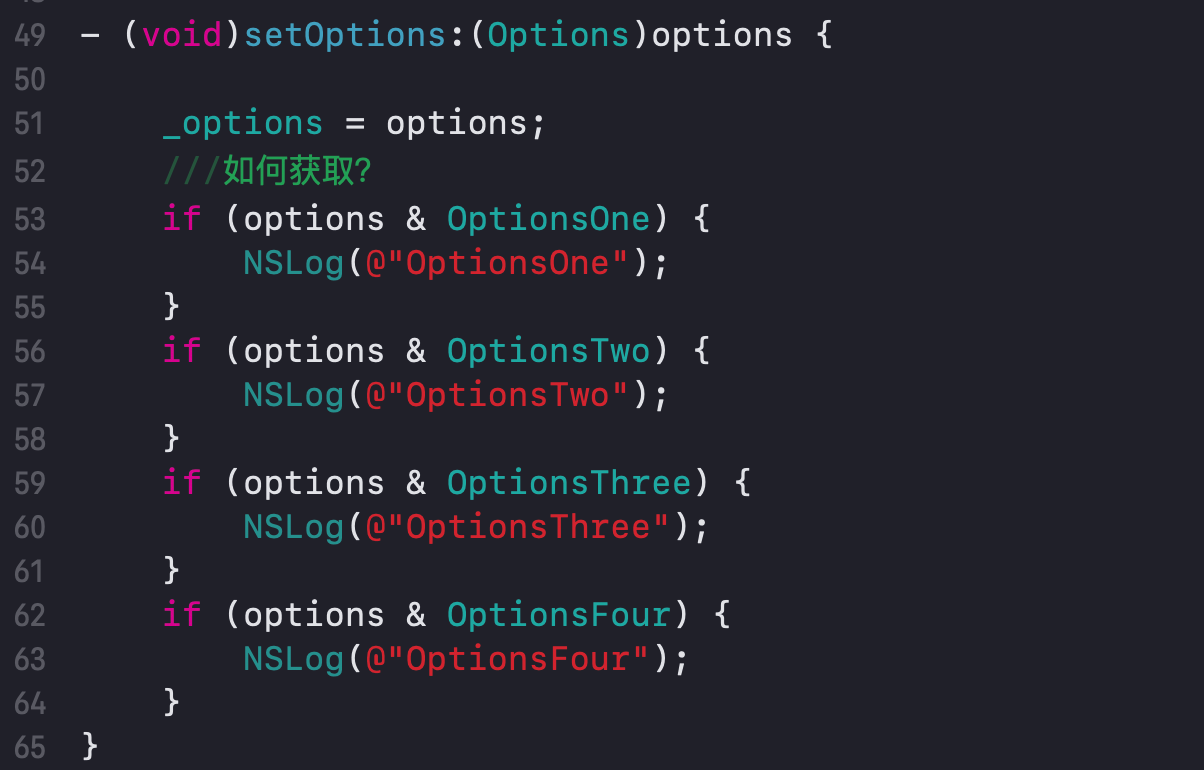 49 - (void)setOptions:(Options)options {
50
51 _options = options;
52 ///如何获取?
53 if (options & OptionsOne) {
54 NSLog(@"OptionsOne");
55 }
56 if (options & OptionsTwo) {
57 NSLog(@"OptionsTwo");
58 }
59 if (options & OptionsThree) {
60 NSLog(@"OptionsThree");
61 }
62 if (options & OptionsFour) {
63 NSLog(@"OptionsFour");
64 }
65 }